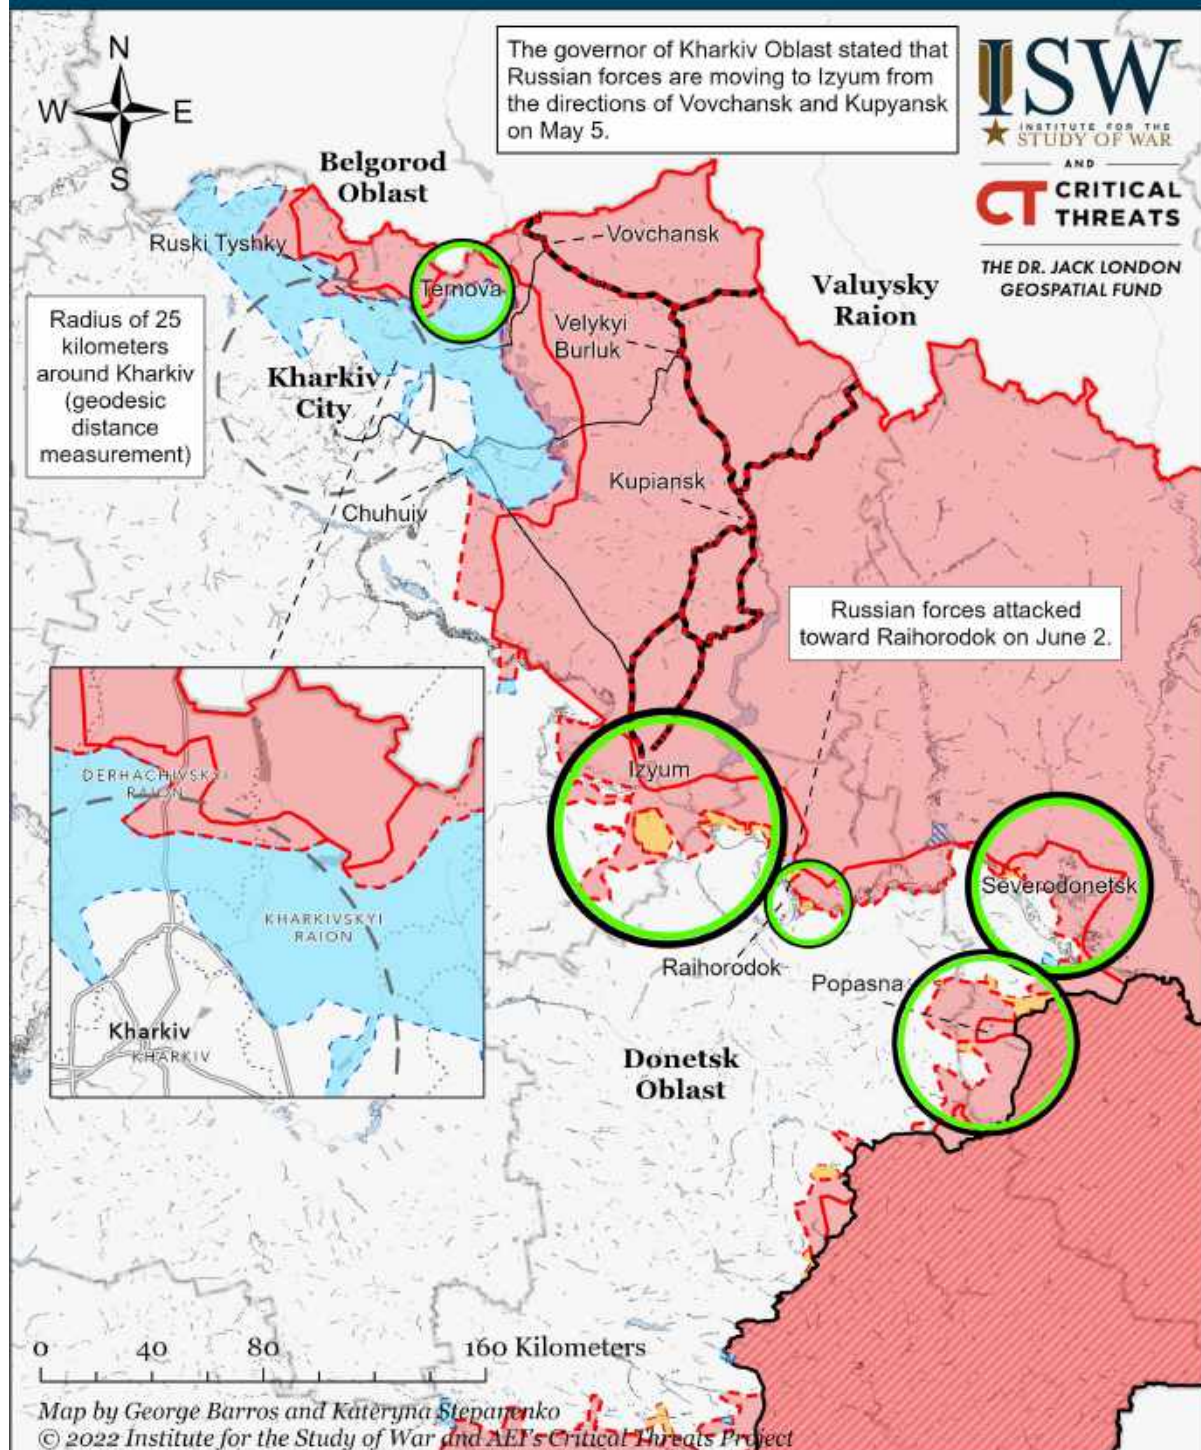 N
W
E
S
The governor of Kharkiv Oblast stated that
Russian forces are moving to Izyum from
the directions of Vovchansk and Kupyansk
on May 5.
ISW
INSTITUTE FOR THE
STUDY OF WAR
AND
CT CRITICAL
THREATS
THE DR. JACK LONDON
GEOSPATIAL FUND
Belgorod
Oblast
Ruski Tyshky
Vovchansk
Ternova
Valuysky
Raion
Radius of 25
kilometers
around Kharkiv
(geodesic
distance
measurement)
Velykyi
Burluk
Kharkiv
City
Kupiansk
Chuhuiv
Russian forces attacked
toward Raihorodok on June 2.
DERHACHIVSKYI
RAION
KHARKIVSKYI
RAION
Kharkiv
KHARKIV
Izyum
Severodonetsk
Raihorodok
Popasna
Donetsk
Oblast
0 40 80 160 Kilometers
Map by George Barros and Kateryna Stepanenko
© 2022 Institute for the Study of War and AEI's Critical Threats Project